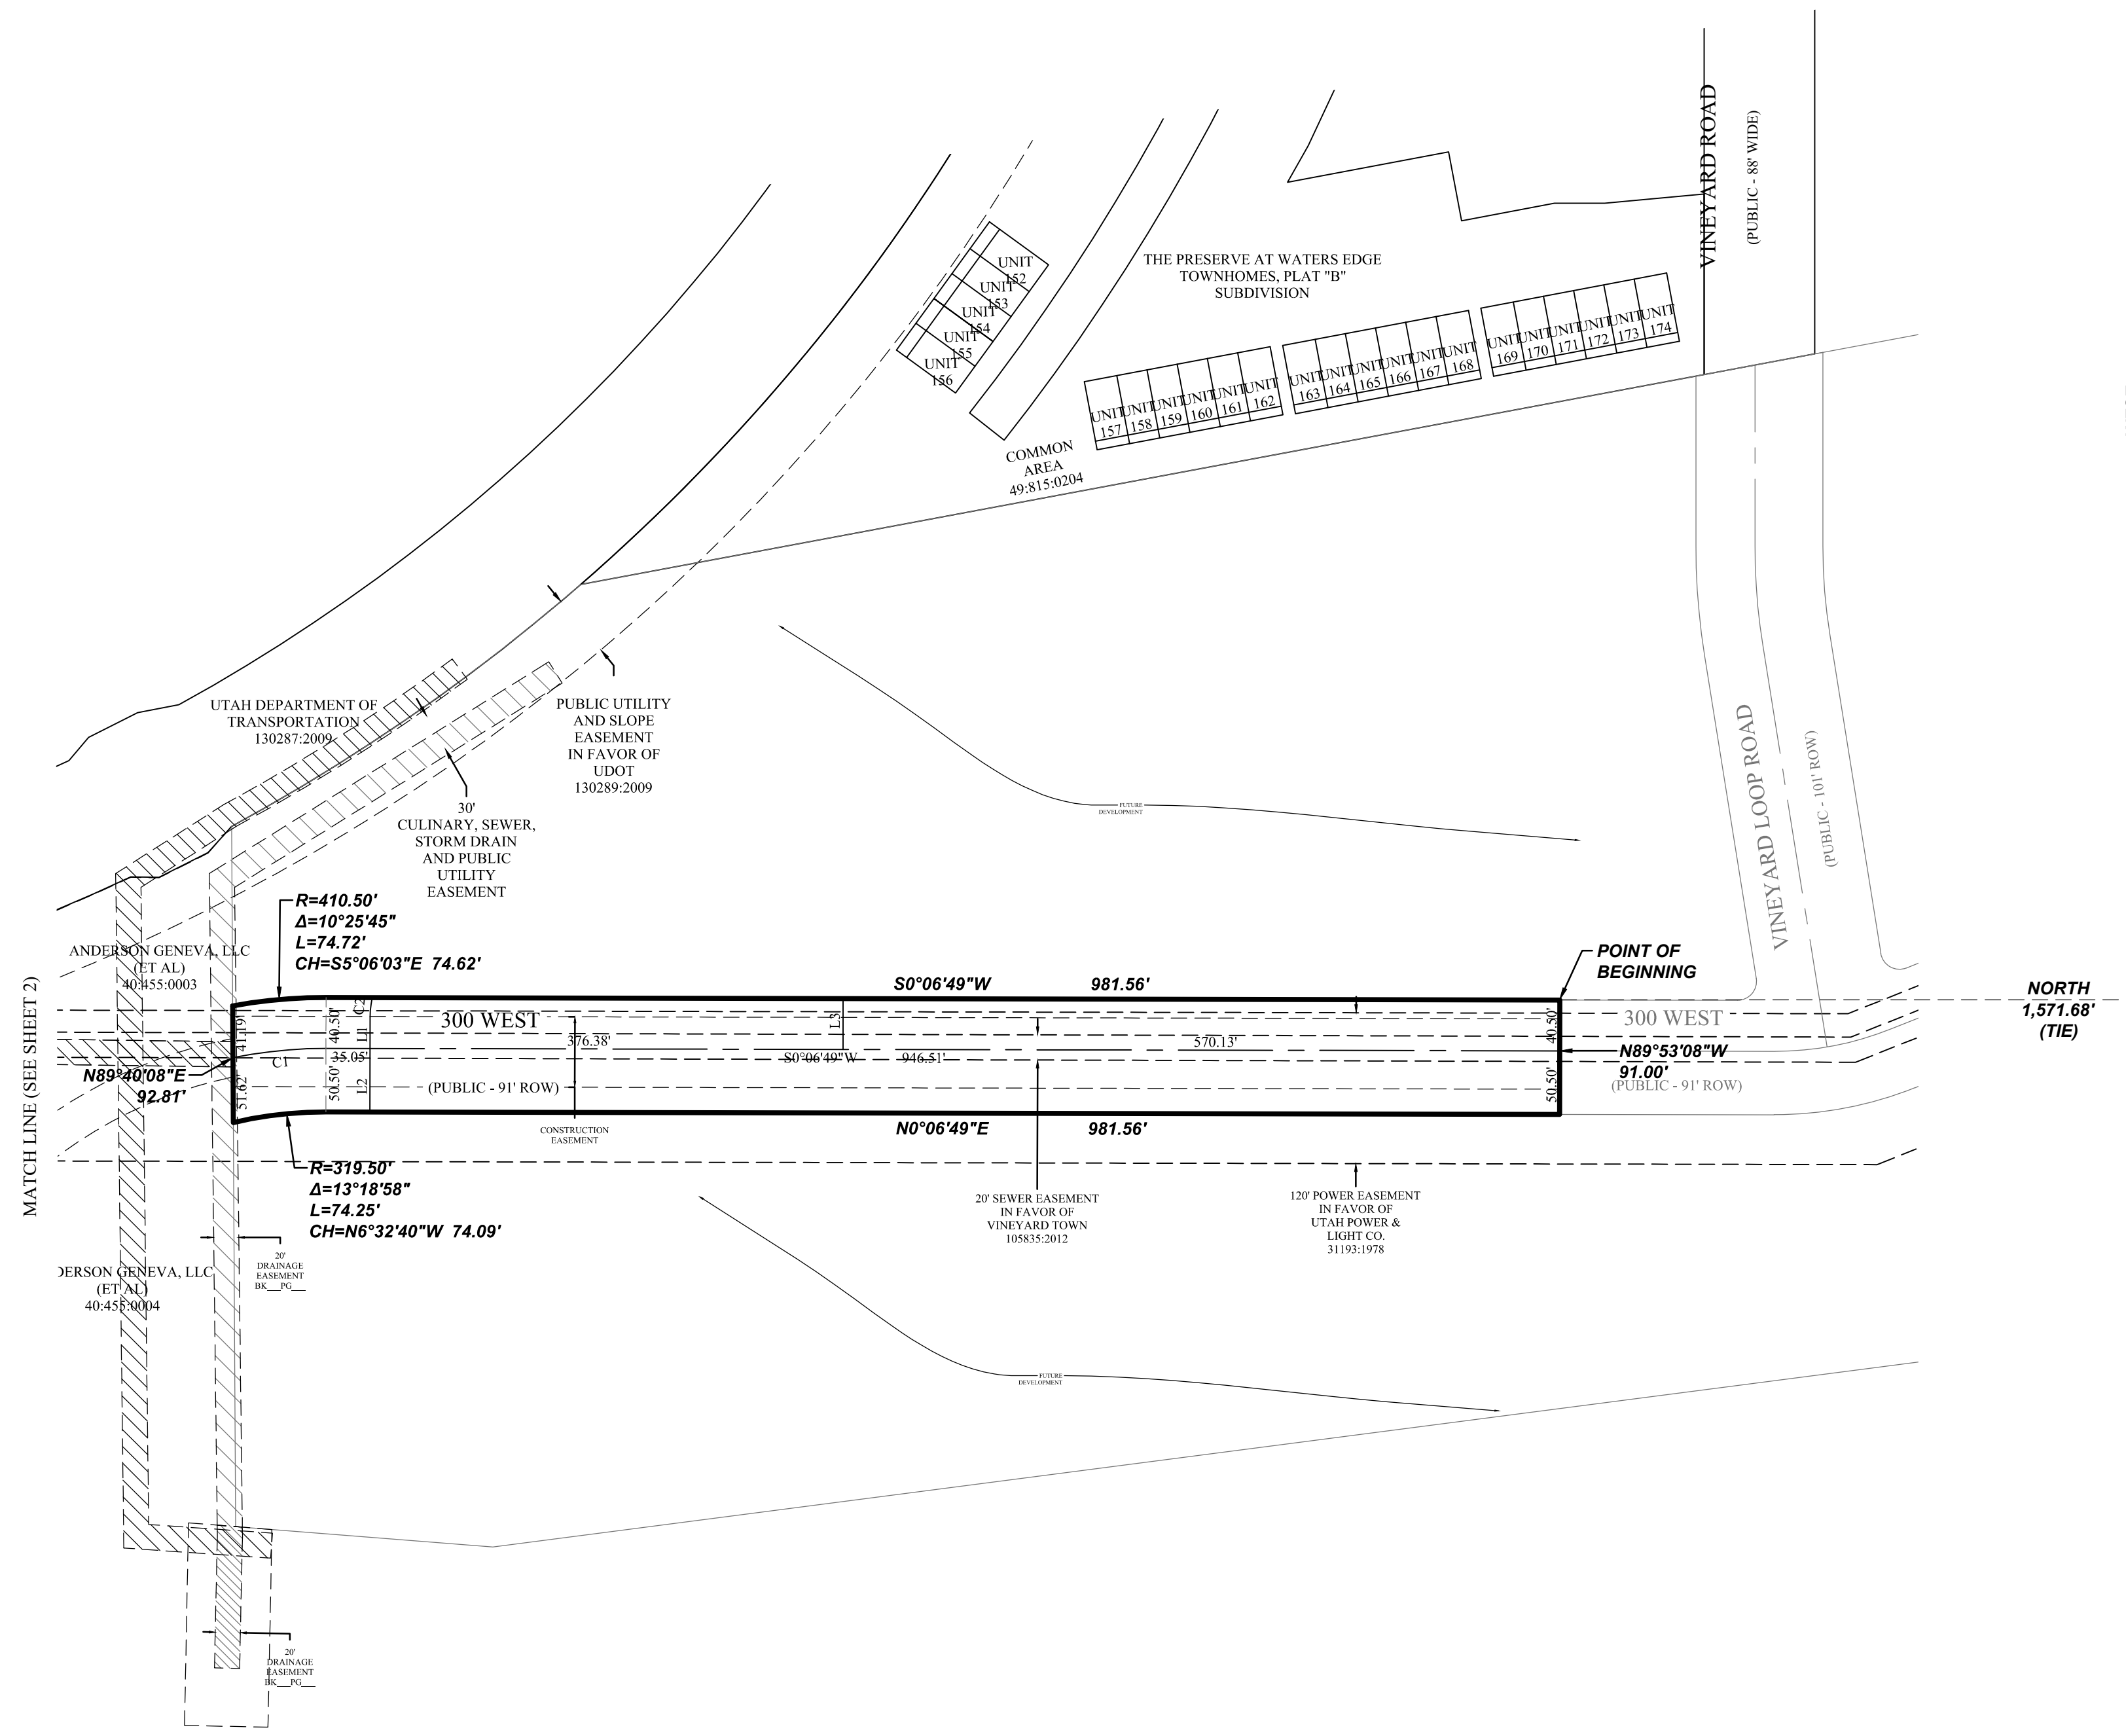 VINEYARD ROAD
(PUBLIC - 88' WIDE)
THE PRESERVE AT WATERS EDGE
TOWNHOMES, PLAT "B"
SUBDIVISION
UNIT
152
UNIT
153
UNIT
154
UNIT
155
UNIT
156
UNIT
157
UNIT
158
UNIT
159
UNIT
160
UNIT
161
UNIT
162
UNIT
163
UNIT
164
UNIT
165
UNIT
166
UNIT
167
UNIT
168
UNIT
169
UNIT
170
UNIT
171
UNIT
172
UNIT
173
UNIT
174
COMMON
AREA
49:815:0204
UTAH DEPARTMENT OF
TRANSPORTATION
130287:2009
PUBLIC UTILITY
AND SLOPE
EASEMENT
IN FAVOR OF
UDOT
130289:2009
30'
CULINARY, SEWER,
STORM DRAIN
AND PUBLIC
UTILITY
EASEMENT
FUTURE
DEVELOPMENT
VINEYARD LOOP ROAD
(PUBLIC - 101' ROW)
R=410.50'
Δ=10°25'45"
L=74.72'
CH=S5°06'03"E 74.62'
ANDERSON GENEVA, LLC
(ET AL)
40:455:0003
MATCH LINE (SEE SHEET 2)
POINT OF
BEGINNING
S0°06'49"W 981.56'
NORTH
1,571.68'
(TIE)
300 WEST
300 WEST
41.19'
40.50'
C2
L1
L3
376.38'
570.13'
40.50'
C1
35.05'
S0°06'49"W 946.51'
N89°40'08"E
92.81'
N89°53'08"W
91.00'
51.62'
50.50'
L2
(PUBLIC - 91' ROW)
50.50'
(PUBLIC - 91' ROW)
CONSTRUCTION
EASEMENT
N0°06'49"E 981.56'
R=319.50'
Δ=13°18'58"
L=74.25'
CH=N6°32'40"W 74.09'
20' SEWER EASEMENT
IN FAVOR OF
VINEYARD TOWN
105835:2012
120' POWER EASEMENT
IN FAVOR OF
UTAH POWER &
LIGHT CO.
31193:1978
20'
DRAINAGE
EASEMENT
BK___PG___
DERSON GENEVA, LLC
(ET AL)
40:455:0004
FUTURE
DEVELOPMENT
20'
DRAINAGE
EASEMENT
BK___PG___